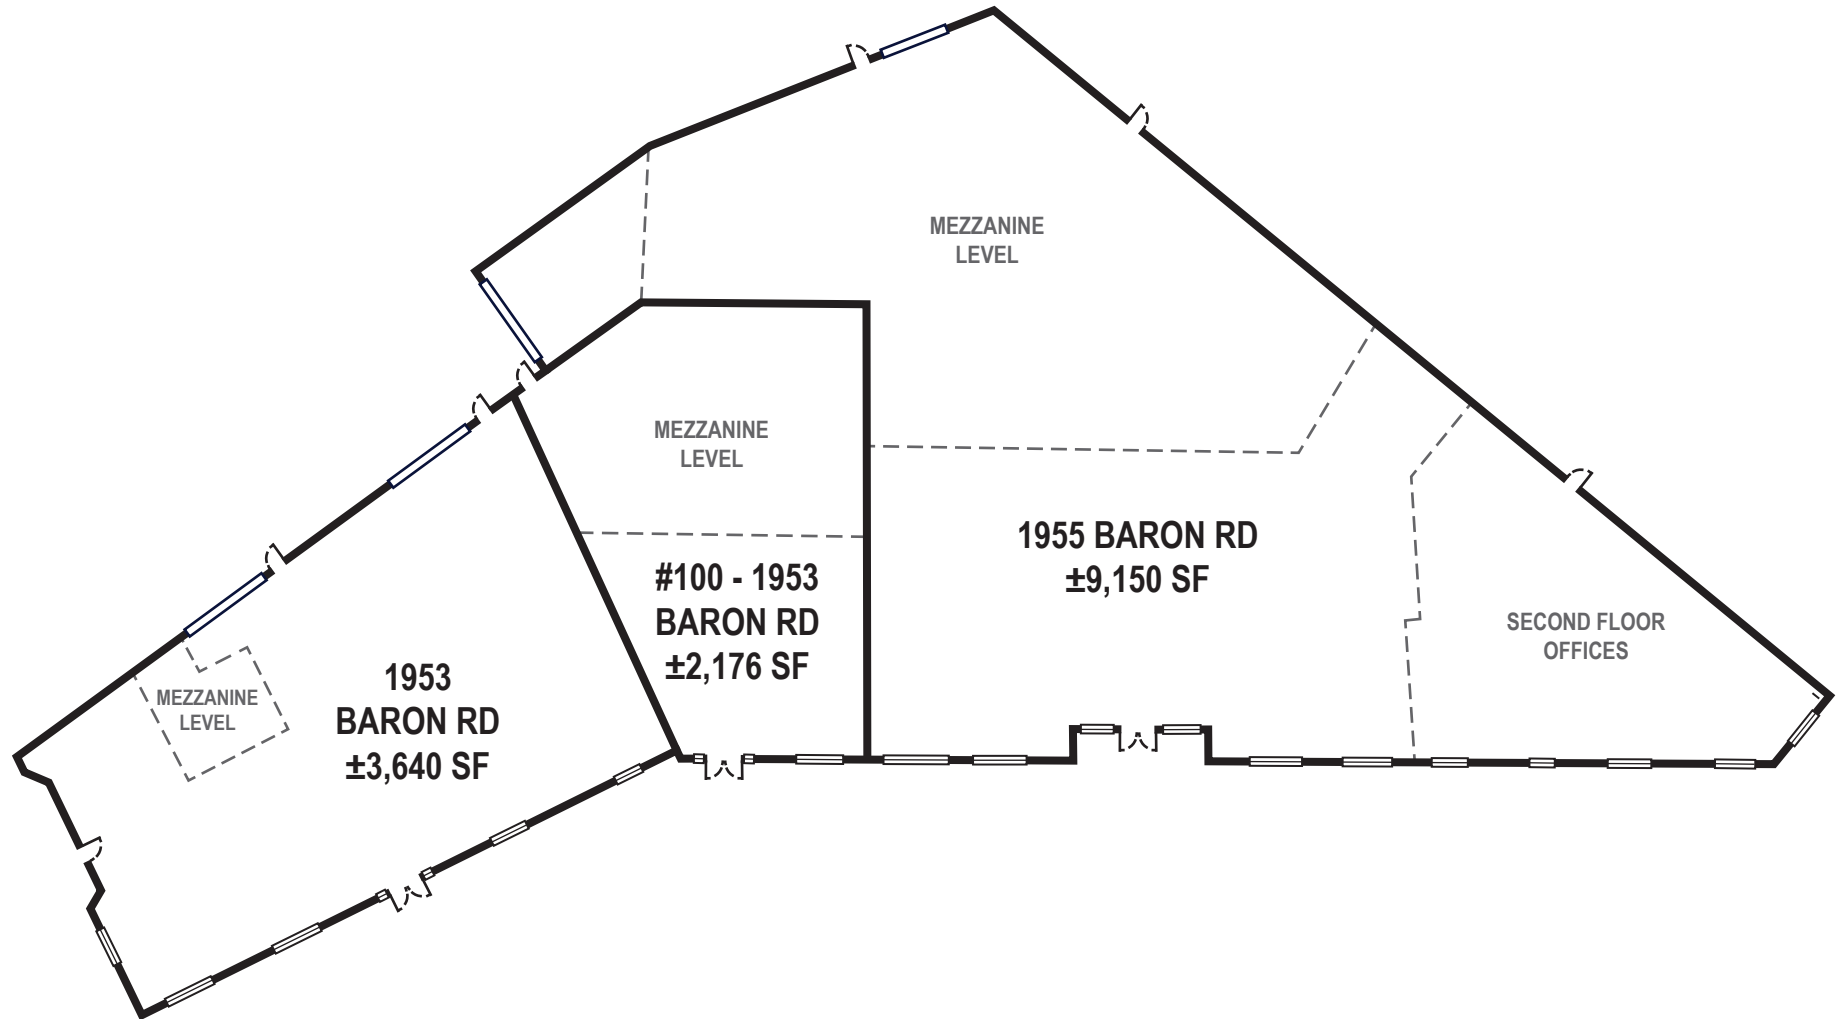 MEZZANINE
LEVEL
MEZZANINE
LEVEL
1955 BARON RD
±9,150 SF
#100 - 1953
BARON RD
±2,176 SF
SECOND FLOOR
OFFICES
1953
BARON RD
±3,640 SF
MEZZANINE
LEVEL